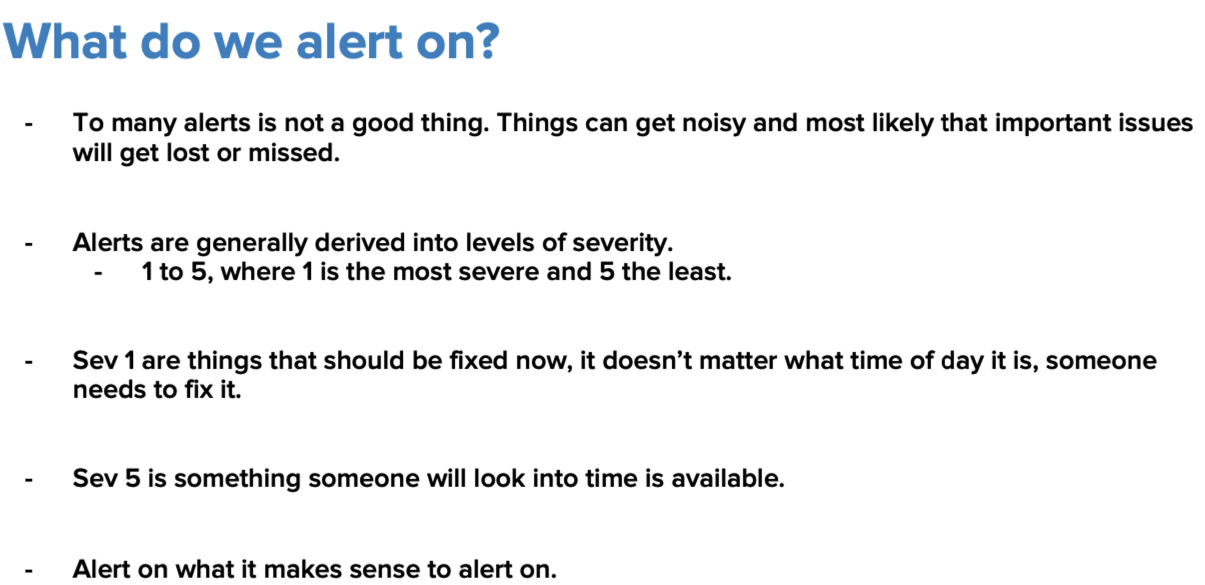 What do we alert on?
- To many alerts is not a good thing. Things can get noisy and most likely that important issues
will get lost or missed.
- Alerts are generally derived into levels of severity.
- 1 to 5, where 1 is the most severe and 5 the least.
- Sev 1 are things that should be fixed now, it doesn’t matter what time of day it is, someone
needs to fix it.
- Sev 5 is something someone will look into time is available.
- Alert on what it makes sense to alert on.